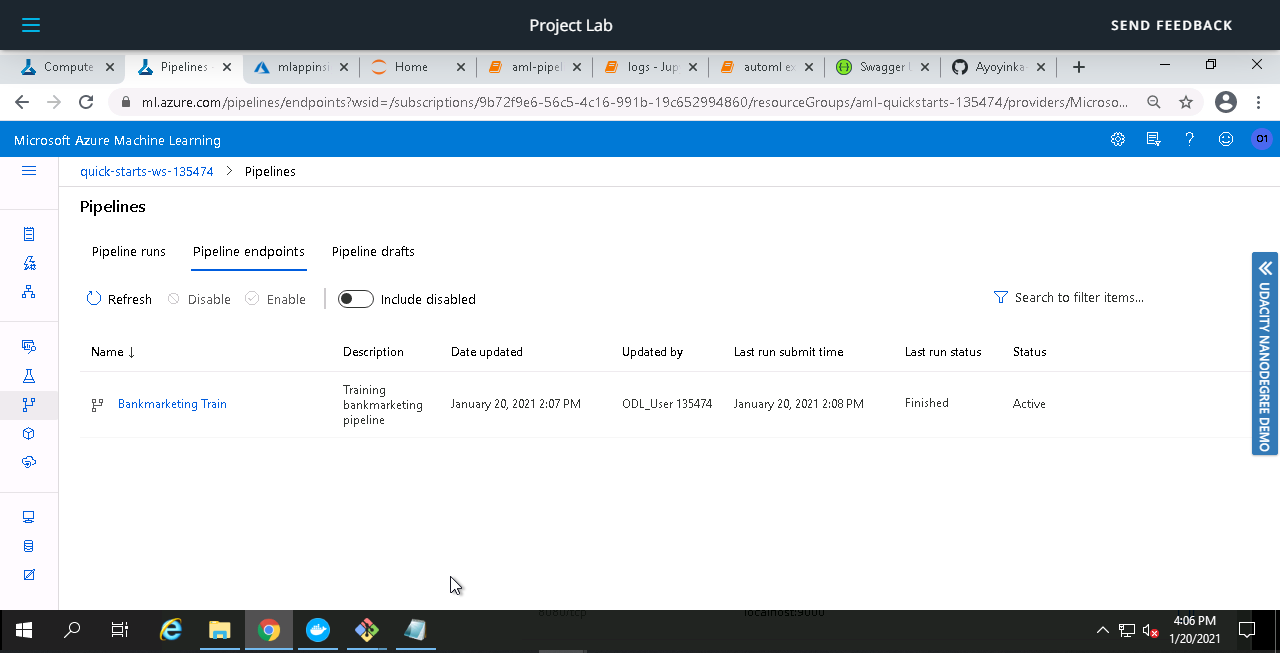 Project Lab
SEND FEEDBACK
Compute
Pipelines -
mlappinsi
Home
aml-pipel
logs - Jup
automl ex
Swagger U
Ayoyinka-
ml.azure.com/pipelines/endpoints?wsid=/subscriptions/9b72f9e6-56c5-4c16-991b-19c652994860/resourceGroups/aml-quickstarts-135474/providers/Microso...
Microsoft Azure Machine Learning
O1
quick-starts-ws-135474 > Pipelines
Pipelines
Pipeline runs
Pipeline endpoints
Pipeline drafts
Refresh
Disable
Enable
Include disabled
Search to filter items...
UDACITY NANODEGREE DEMO
Name ↓
Description
Date updated
Updated by
Last run submit time
Last run status
Status
Bankmarketing Train
Training
bankmarketing
pipeline
January 20, 2021 2:07 PM
ODL_User 135474
January 20, 2021 2:08 PM
Finished
Active
localhost:9000
4:06 PM
1/20/2021